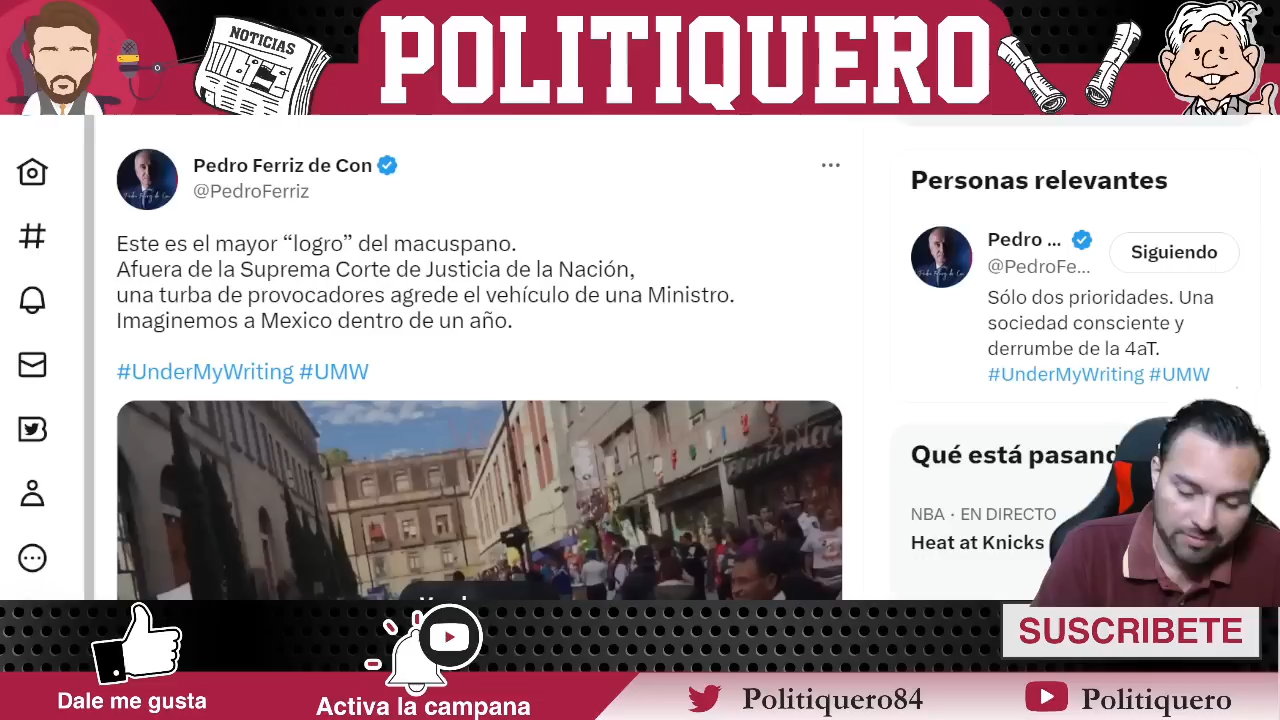 NOTICIAS
POLITIQUERO
Pedro Ferriz de Con
@PedroFerriz
Este es el mayor “logro” del macuspano.
Afuera de la Suprema Corte de Justicia de la Nación,
una turba de provocadores agrede el vehículo de una Ministro.
Imaginemos a Mexico dentro de un año.
#UnderMyWriting #UMW
Personas relevantes
Pedro ...
@PedroFe...
Siguiendo
Sólo dos prioridades. Una
sociedad consciente y
derrumbe de la 4aT.
#UnderMyWriting #UMW
Qué está pasand
NBA · EN DIRECTO
Heat at Knicks
SUSCRIBETE
Dale me gusta
Activa la campana
Politiquero84
Politiquero